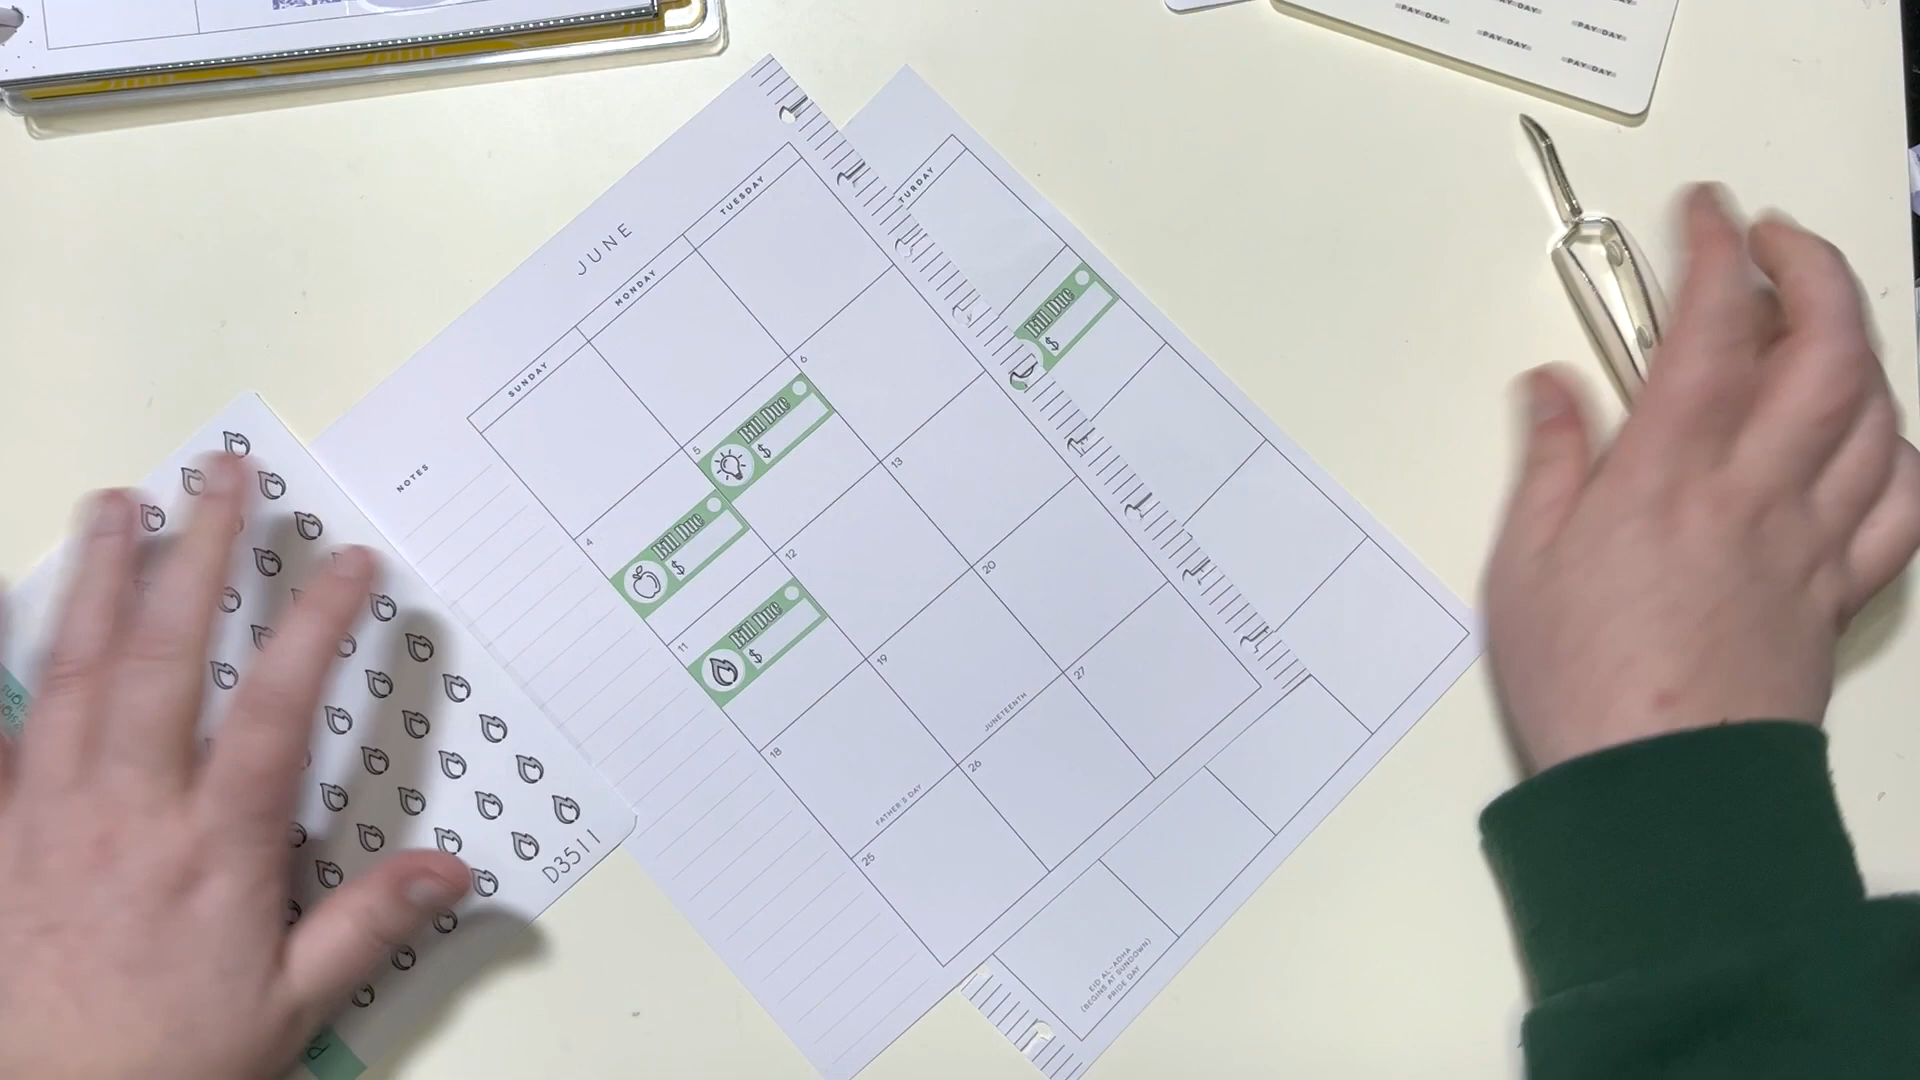 PAY DAY
PAY DAY
PAY DAY
PAY DAY
PAY DAY
JUNE
SUNDAY
MONDAY
TUESDAY
TURDAY
NOTES
4
5
6
Bill Due
$
Bill Due
$
Bill Due
$
Bill Due
$
11
12
13
18
FATHER'S DAY
19
JUNETEENTH
20
25
26
27
EID AL-ADHA
(BEGINS AT SUNDOWN)
PRIDE DAY
D3511